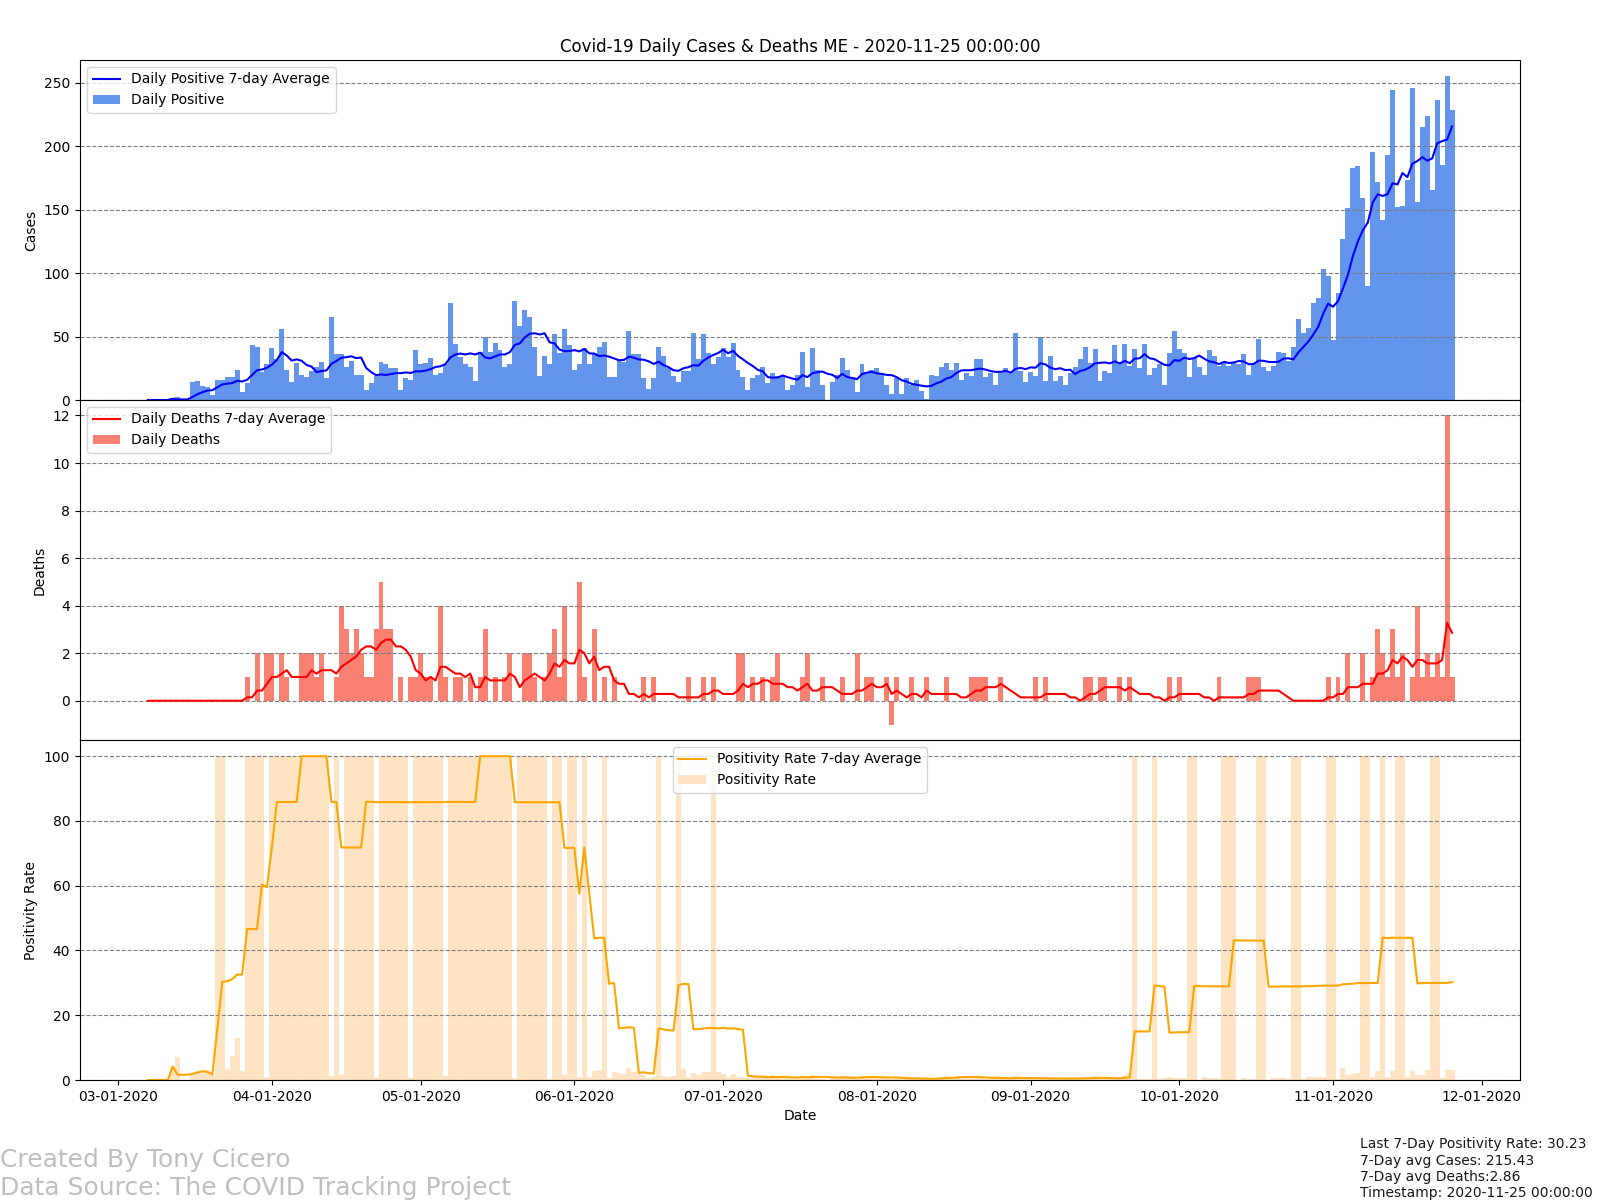 Covid-19 Daily Cases & Deaths ME - 2020-11-25 00:00:00
Daily Positive 7-day Average
Daily Positive
250
200
150
100
50
0
Cases
Daily Deaths 7-day Average
Daily Deaths
12
10
8
6
4
2
0
Deaths
Positivity Rate 7-day Average
Positivity Rate
100
80
60
40
20
0
Positivity Rate
03-01-2020 04-01-2020 05-01-2020 06-01-2020 07-01-2020 08-01-2020 09-01-2020 10-01-2020 11-01-2020 12-01-2020
Date
Created By Tony Cicero
Data Source: The COVID Tracking Project
Last 7-Day Positivity Rate: 30.23
7-Day avg Cases: 215.43
7-Day avg Deaths:2.86
Timestamp: 2020-11-25 00:00:00